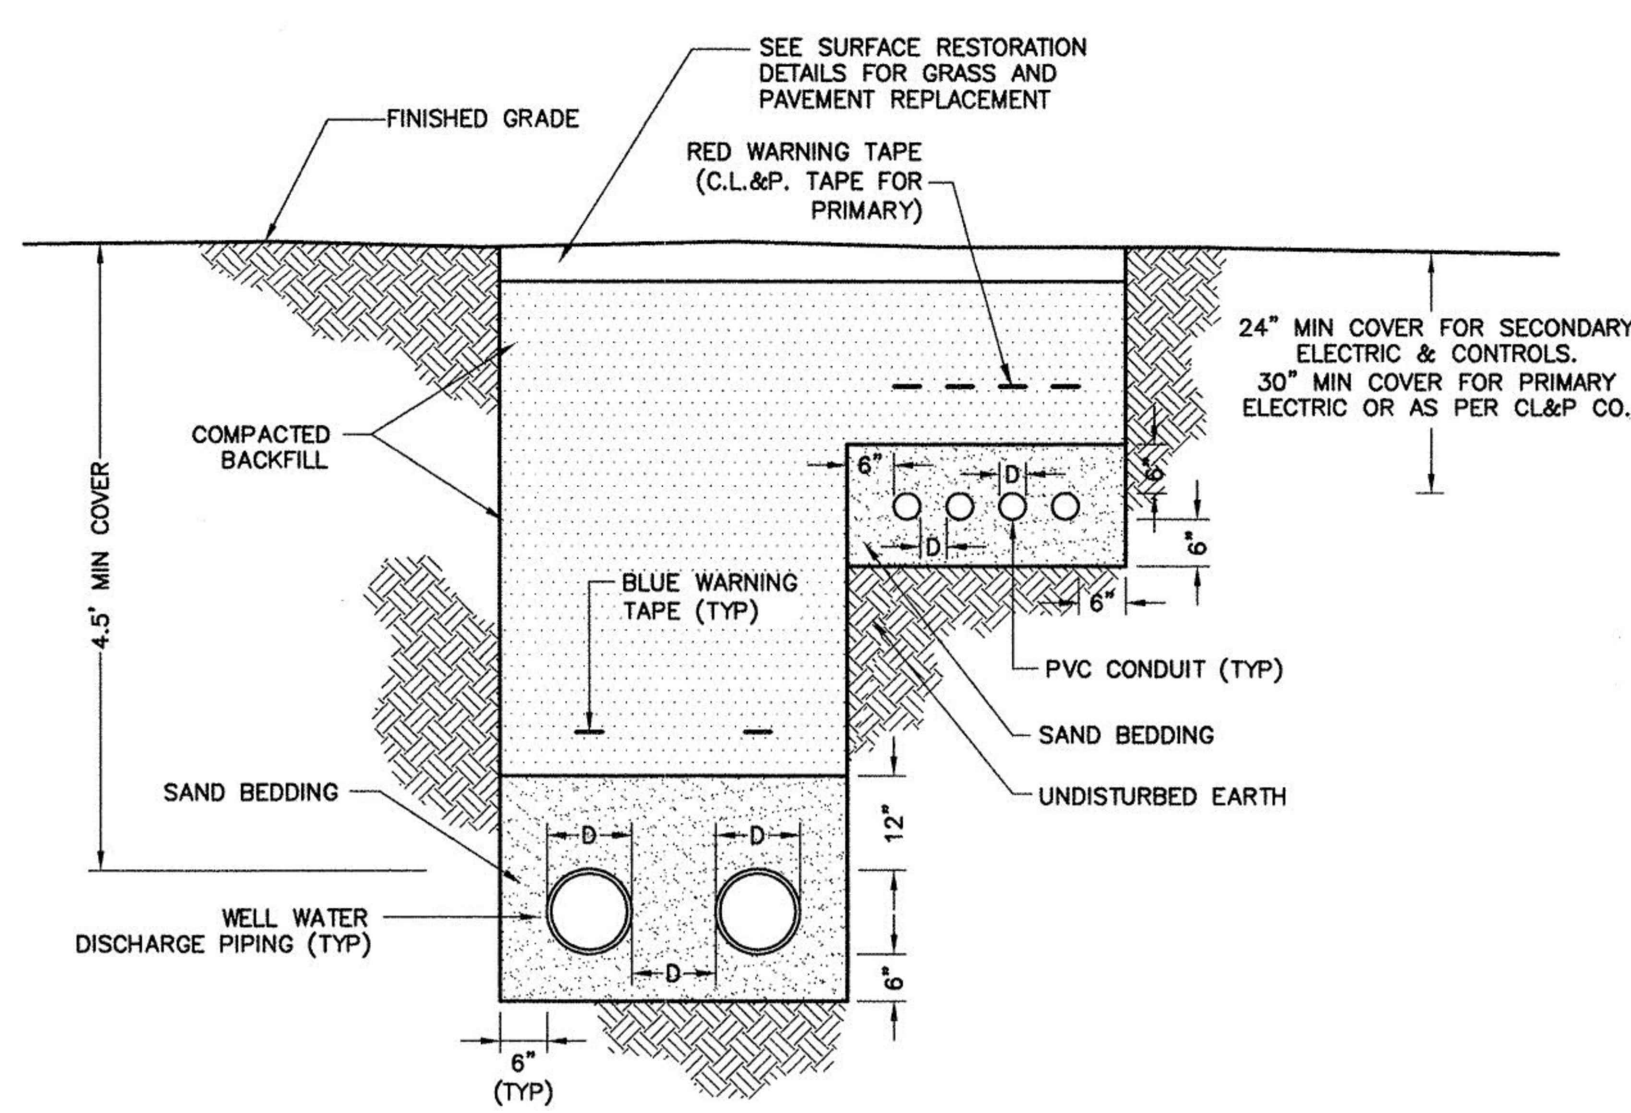 SEE SURFACE RESTORATION
DETAILS FOR GRASS AND
PAVEMENT REPLACEMENT
FINISHED GRADE
RED WARNING TAPE
(C.L.&P. TAPE FOR
PRIMARY)
24" MIN COVER FOR SECONDARY
ELECTRIC & CONTROLS.
30" MIN COVER FOR PRIMARY
ELECTRIC OR AS PER CL&P CO.
COMPACTED
BACKFILL
4.5' MIN COVER
6"
D
6"
D
6"
6"
BLUE WARNING
TAPE (TYP)
PVC CONDUIT (TYP)
SAND BEDDING
UNDISTURBED EARTH
SAND BEDDING
12"
D
D
WELL WATER
DISCHARGE PIPING (TYP)
D
6"
6"
(TYP)